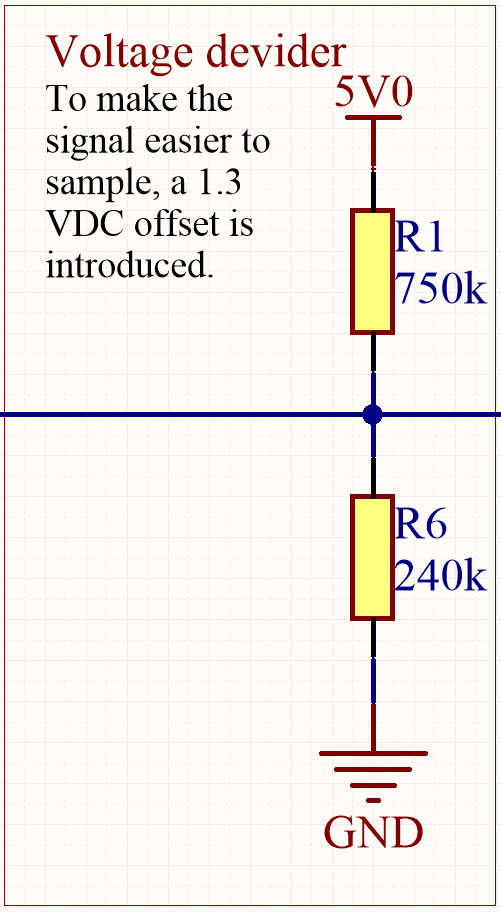 Voltage devider
To make the
signal easier to
sample, a 1.3
VDC offset is
introduced.
5V0
R1
750k
R6
240k
GND